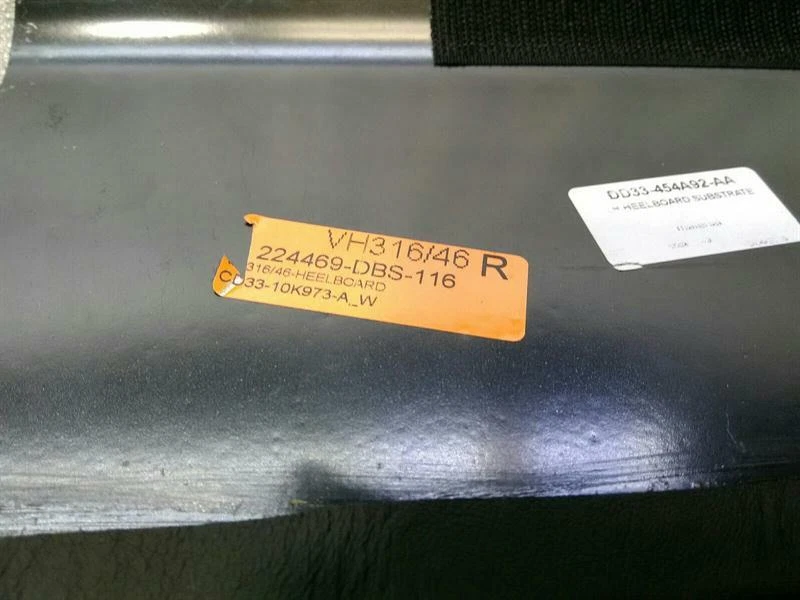 VH316/46 R
224469-DBS-116
316/46-HEELBOARD
C
33-10K973-A_W
DD33-454A92-AA
HEELBOARD SUBSTRATE